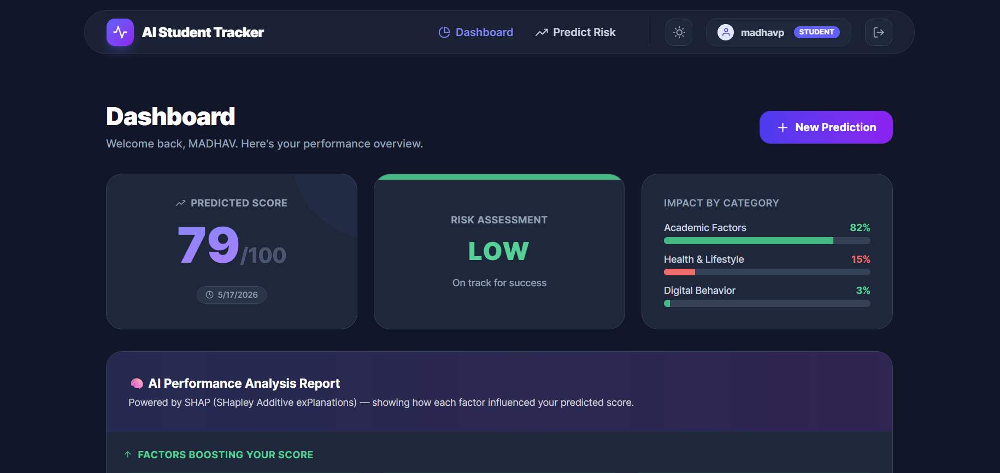 AI Student Tracker
Dashboard
Predict Risk
madhavp
STUDENT
Dashboard
Welcome back, MADHAV. Here's your performance overview.
New Prediction
PREDICTED SCORE
79/100
5/17/2026
RISK ASSESSMENT
LOW
On track for success
IMPACT BY CATEGORY
Academic Factors 82%
Health & Lifestyle 15%
Digital Behavior 3%
AI Performance Analysis Report
Powered by SHAP (SHapley Additive exPlanations) — showing how each factor influenced your predicted score.
FACTORS BOOSTING YOUR SCORE